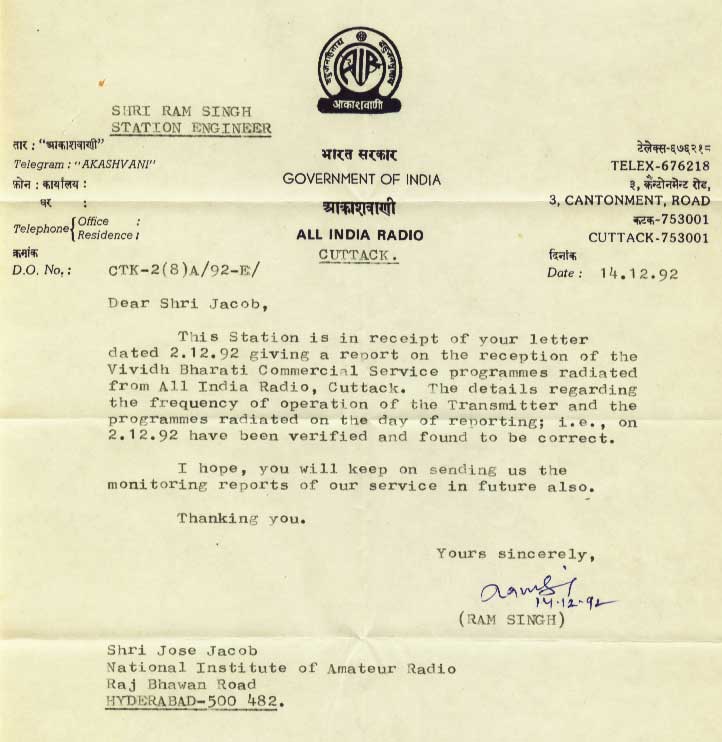 बहुजनहिताय बहुजनसुखाय
AIR
आकाशवाणी
SHRI RAM SINGH
STATION ENGINEER
तार : "आकाशवाणी"
Telegram : "AKASHVANI"
फ़ोन : कार्यालय :
घर :
Telephone { Office :
Residence :
क्रमांक
D.O. No, : CTK-2(8)A/92-E/
भारत सरकार
GOVERNMENT OF INDIA
आकाशवाणी
ALL INDIA RADIO
CUTTACK.
टेलेक्स-६७६२१८
TELEX-676218
३, कॅन्टोनमेन्ट रोड,
3, CANTONMENT, ROAD
कटक-753001
CUTTACK-753001
दिनांक
Date : 14.12.92
Dear Shri Jacob,
This Station is in receipt of your letter
dated 2.12.92 giving a report on the reception of the
Vividh Bharati Commercial Service programmes radiated
from All India Radio, Cuttack. The details regarding
the frequency of operation of the Transmitter and the
programmes radiated on the day of reporting; i.e., on
2.12.92 have been verified and found to be correct.
I hope, you will keep on sending us the
monitoring reports of our service in future also.
Thanking you.
Yours sincerely,
14-12-92
(RAM SINGH)
Shri Jose Jacob
National Institute of Amateur Radio
Raj Bhawan Road
HYDERABAD-500 482.